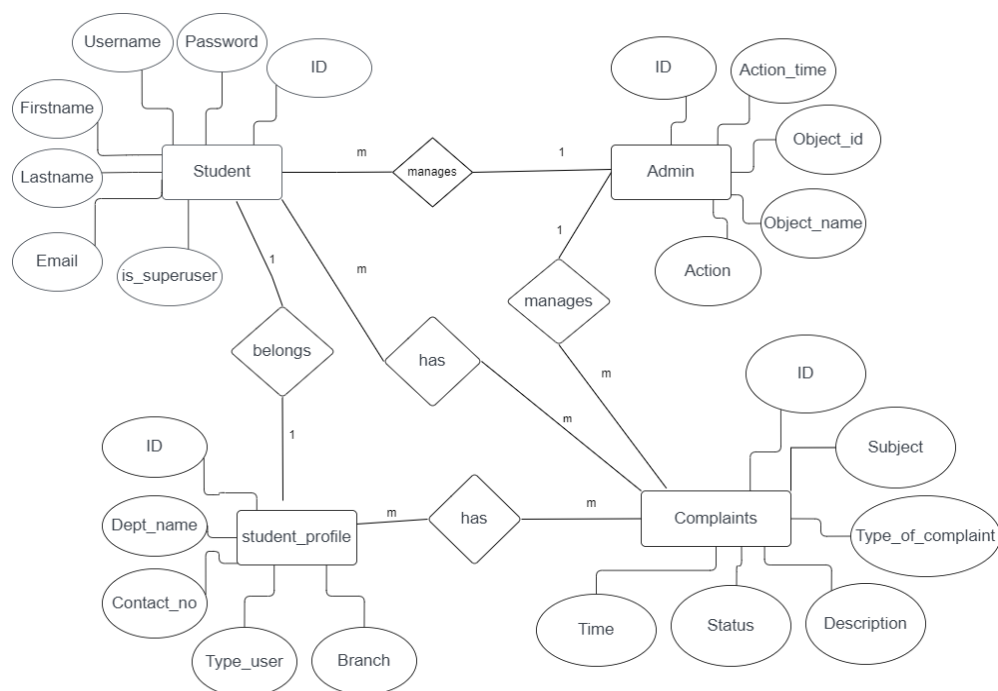 Username
Password
ID
ID
Action_time
Firstname
Object_id
m
manages
1
Student
Admin
Lastname
Object_name
1
1
m
Email
is_superuser
Action
manages
belongs
has
m
ID
m
1
ID
Subject
m
has
m
Dept_name
student_profile
Complaints
Type_of_complaint
Contact_no
Time
Status
Description
Type_user
Branch